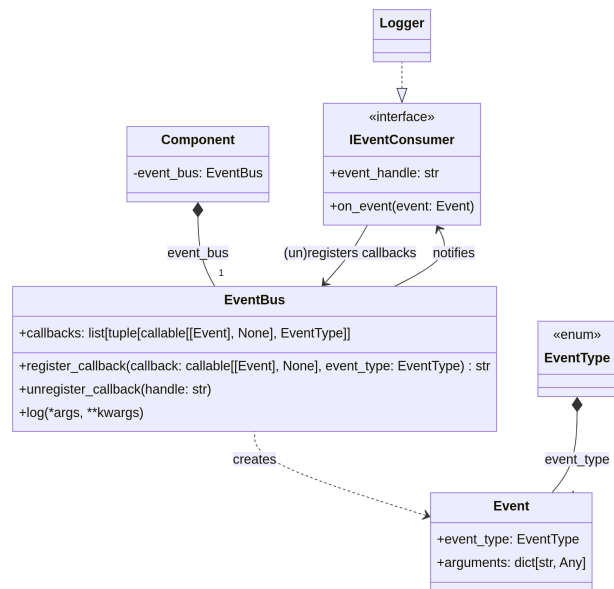 Logger
«interface»
IEventConsumer
+event_handle: str
+on_event(event: Event)
Component
-event_bus: EventBus
event_bus
1
(un)registers callbacks
notifies
EventBus
+callbacks: list[tuple[callable[[Event], None], EventType]]
+register_callback(callback: callable[[Event], None], event_type: EventType) : str
+unregister_callback(handle: str)
+log(*args, **kwargs)
«enum»
EventType
event_type
creates
Event
+event_type: EventType
+arguments: dict[str, Any]